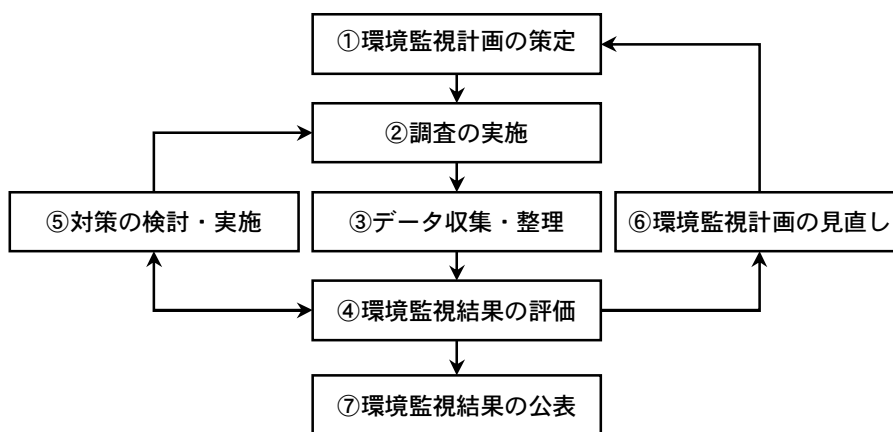 ①環境監視計画の策定
②調査の実施
⑤対策の検討・実施
③データ収集・整理
⑥環境監視計画の見直し
④環境監視結果の評価
⑦環境監視結果の公表